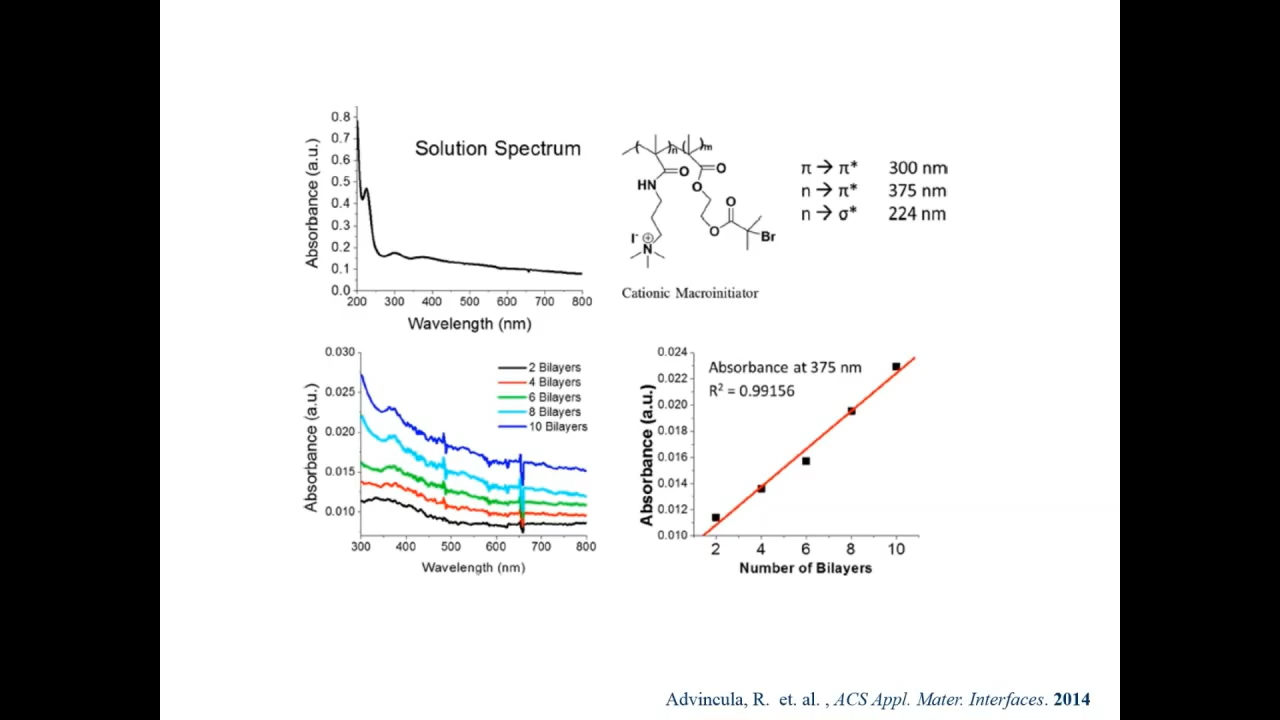 Solution Spectrum
Absorbance (a.u.)
0.8
0.7
0.6
0.5
0.4
0.3
0.2
0.1
0.0
200 300 400 500 600 700 800
Wavelength (nm)
n m
O O
HN O
O
I- ⊕ O Br
N
Cationic Macroinitiator
π → π* 300 nm
n → π* 375 nm
n → σ* 224 nm
Absorbance (a.u.)
0.030
0.025
0.020
0.015
0.010
2 Bilayers
4 Bilayers
6 Bilayers
8 Bilayers
10 Bilayers
300 400 500 600 700 800
Wavelength (nm)
Absorbance (a.u.)
0.024
0.022
0.020
0.018
0.016
0.014
0.012
0.010
Absorbance at 375 nm
R² = 0.99156
2 4 6 8 10
Number of Bilayers
Advincula, R. et. al. , ACS Appl. Mater. Interfaces. 2014